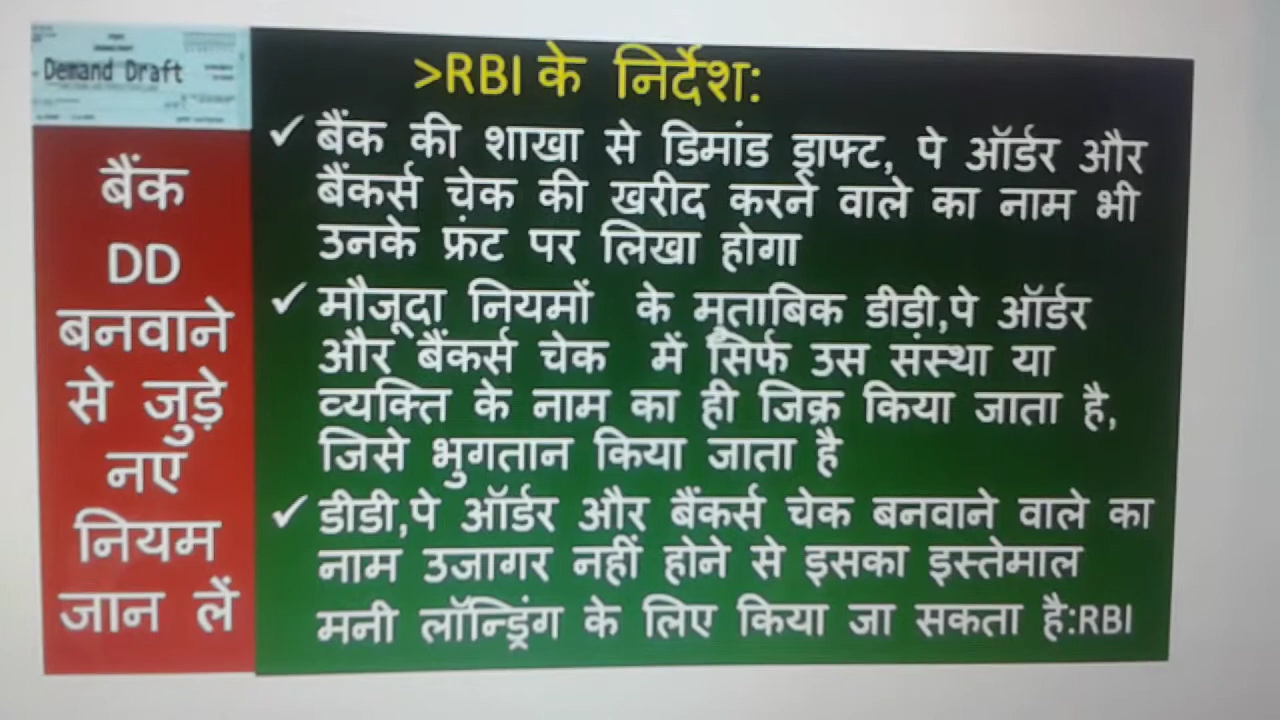 Demand Draft
बैंक
DD
बनवाने
से जुड़े
नए
नियम
जान लें
>RBI के निर्देश:
✓ बैंक की शाखा से डिमांड ड्राफ्ट, पे ऑर्डर और
बैंकर्स चेक की खरीद करने वाले का नाम भी
उनके फ्रंट पर लिखा होगा
✓ मौजूदा नियमों के मुताबिक डीडी,पे ऑर्डर
और बैंकर्स चेक में सिर्फ उस संस्था या
व्यक्ति के नाम का ही जिक्र किया जाता है,
जिसे भुगतान किया जाता है
✓ डीडी,पे ऑर्डर और बैंकर्स चेक बनवाने वाले का
नाम उजागर नहीं होने से इसका इस्तेमाल
मनी लॉन्ड्रिंग के लिए किया जा सकता है:RBI